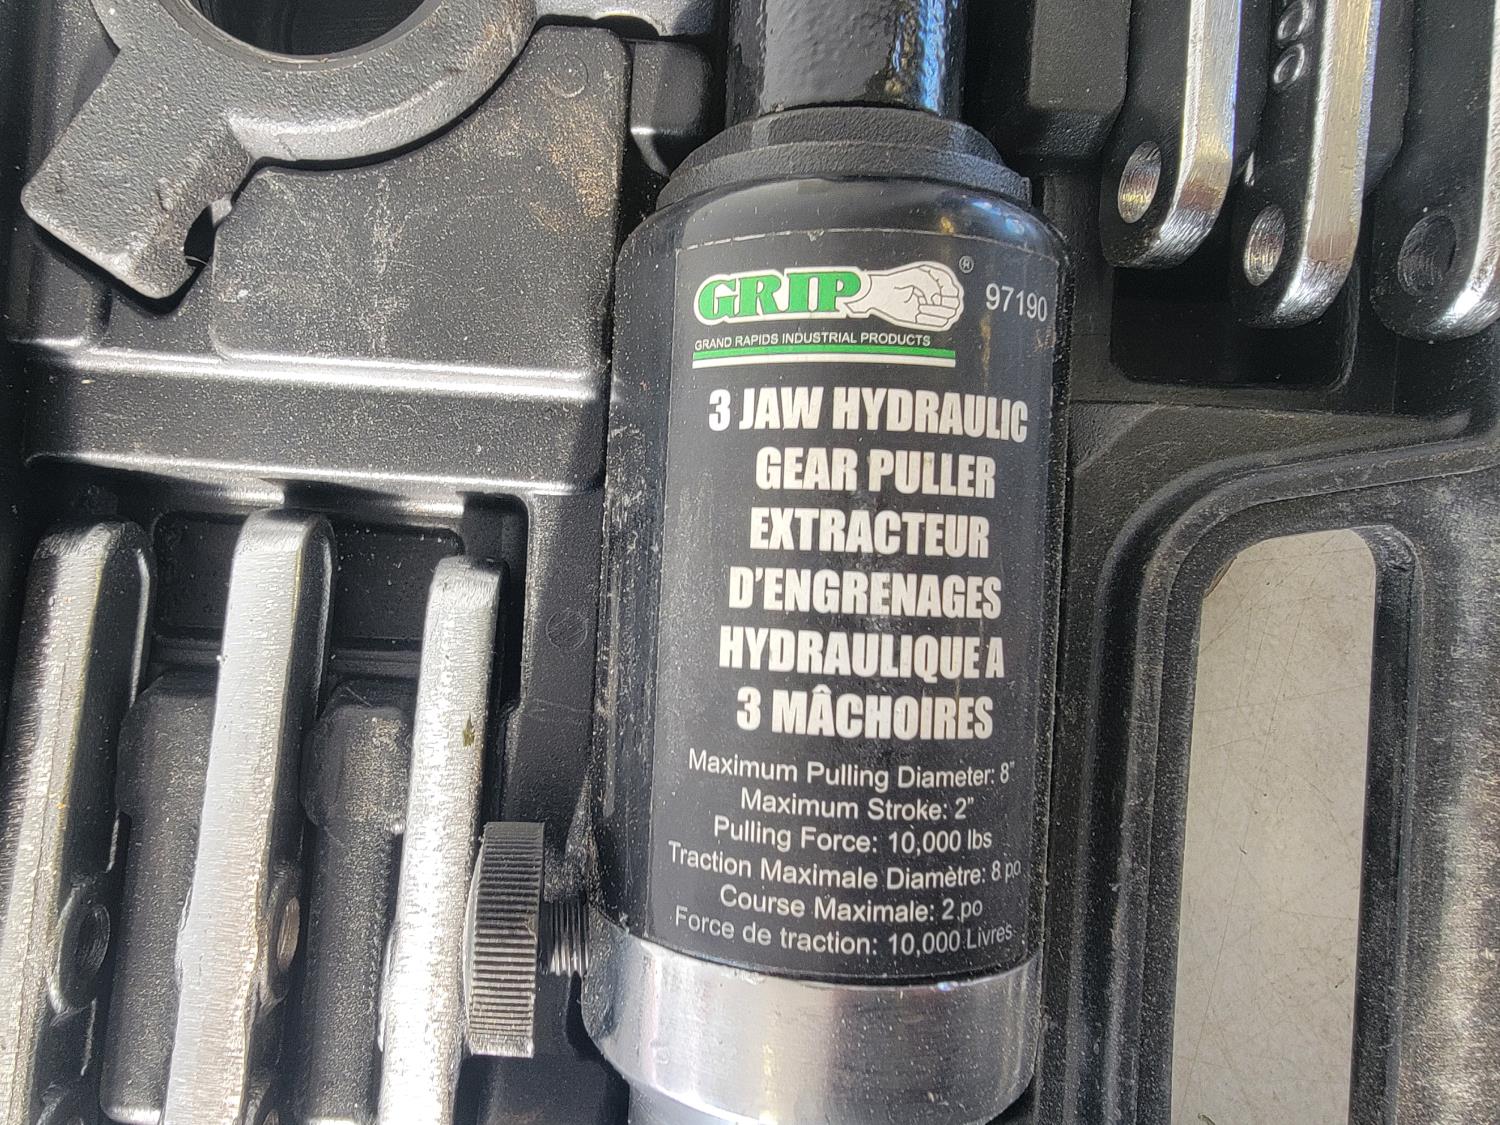 GRIP®
97190
GRAND RAPIDS INDUSTRIAL PRODUCTS
3 JAW HYDRAULIC
GEAR PULLER
EXTRACTEUR
D'ENGRENAGES
HYDRAULIQUE A
3 MÂCHOIRES
Maximum Pulling Diameter: 8"
Maximum Stroke: 2"
Pulling Force: 10,000 lbs
Traction Maximale Diamètre: 8 po
Course Maximale: 2 po
Force de traction: 10,000 Livres